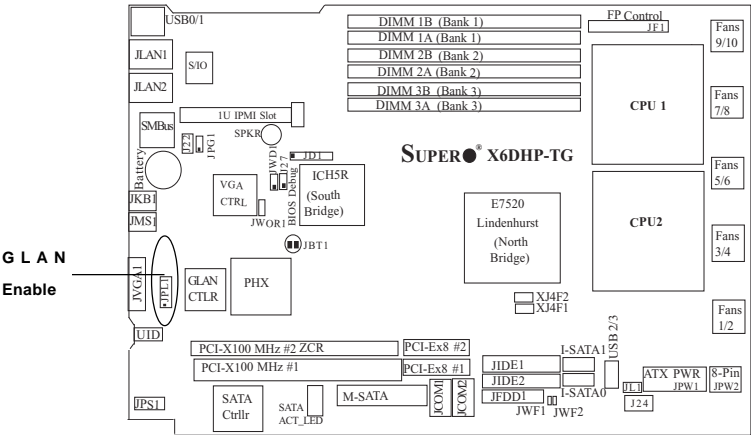 USB0/1
JLAN1
JLAN2
S/IO
1U IPMI Slot
SMBus
J22
JPG1
SPKR
Battery
JWD1
J27
JD1
BIOS Debug
ICH5R
(South
Bridge)
VGA
CTRL
JWOR1
JKB1
JMS1
JBT1
G L A N
Enable
JVGA1
JPL1
GLAN
CTLR
PHX
UID
JPS1
DIMM 1B (Bank 1)
DIMM 1A (Bank 1)
DIMM 2B (Bank 2)
DIMM 2A (Bank 2)
DIMM 3B (Bank 3)
DIMM 3A (Bank 3)
FP Control
JF1
Fans
9/10
CPU 1
Fans
7/8
SUPER® X6DHP-TG
Fans
5/6
E7520
Lindenhurst
(North
Bridge)
CPU2
Fans
3/4
XJ4F2
XJ4F1
Fans
1/2
PCI-X100 MHz #2 ZCR
PCI-Ex8 #2
PCI-X100 MHz #1
PCI-Ex8 #1
SATA
Ctrllr
SATA
ACT_LED
M-SATA
JCOM1
JCOM2
JIDE1
JIDE2
JFDD1
I-SATA1
I-SATA0
JWF1
JWF2
USB 2/3
JL1
J24
ATX PWR
JPW1
8-Pin
JPW2